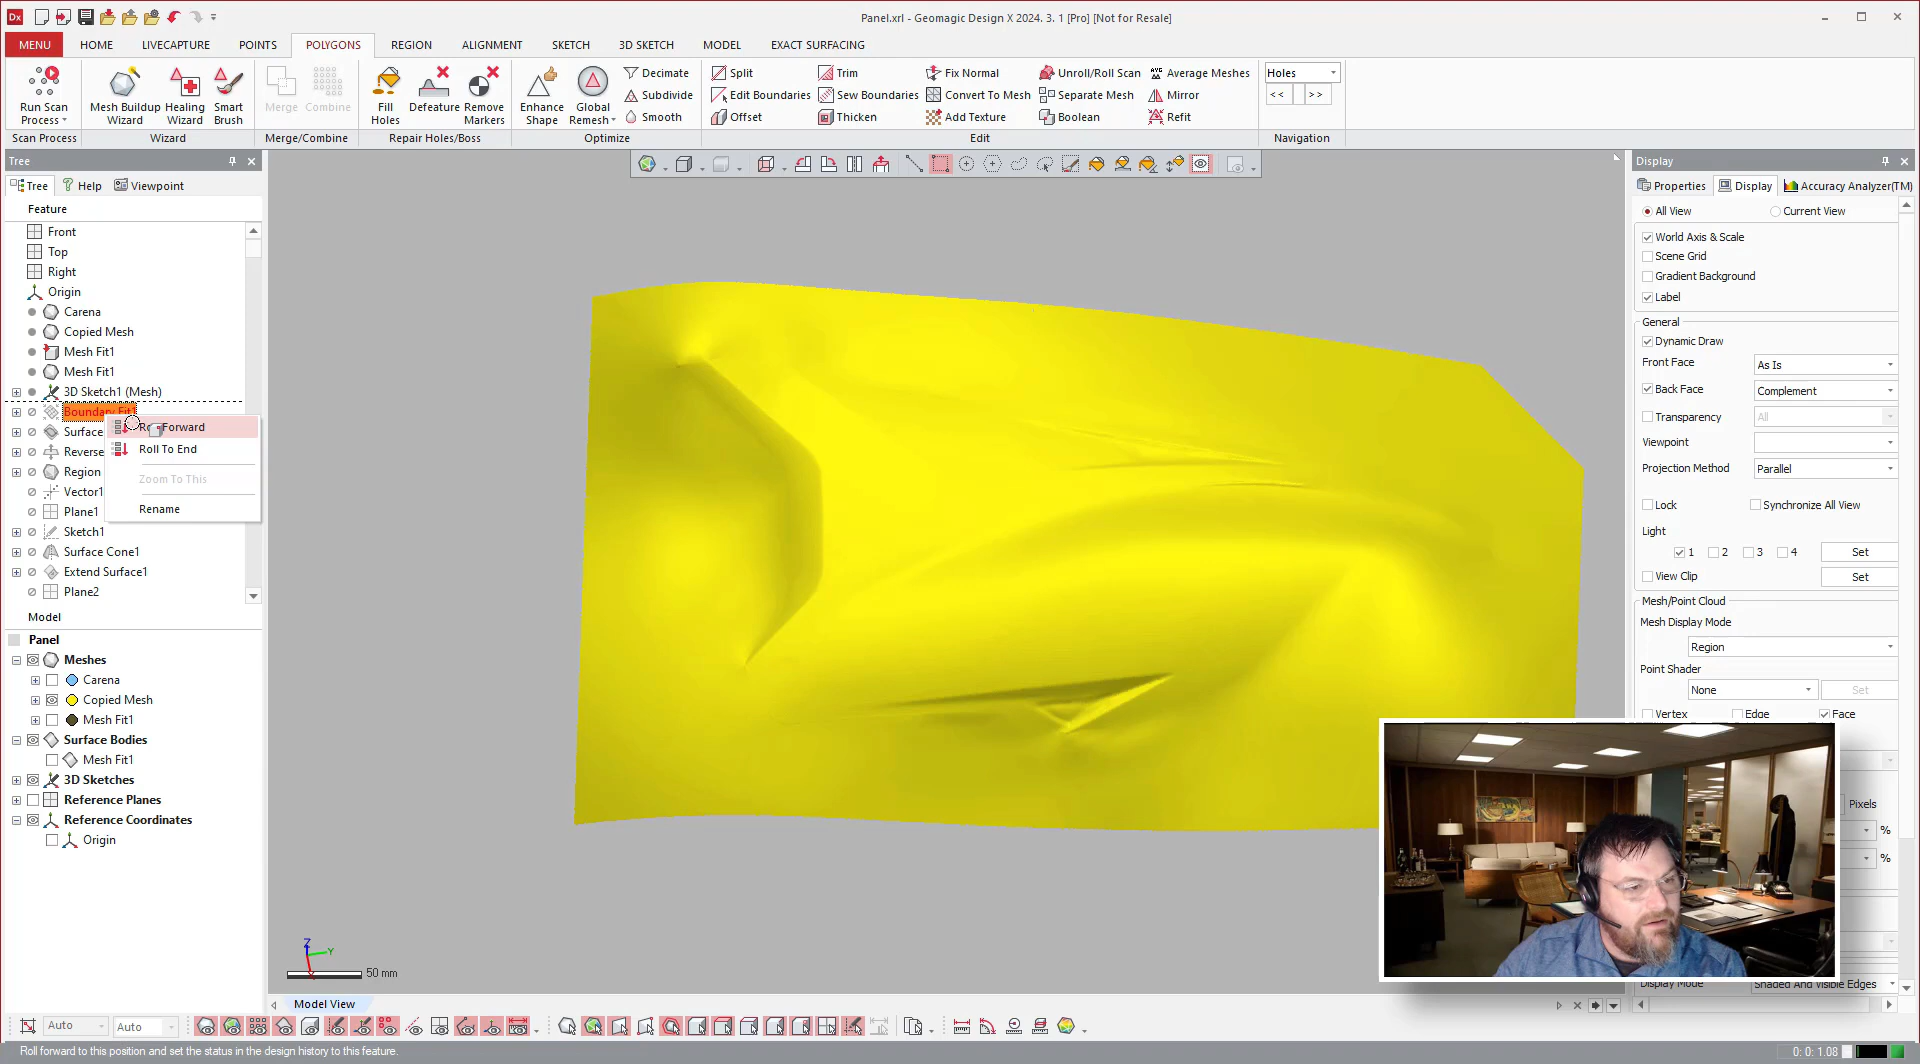 Panel.xrl - Geomagic Design X 2024. 3. 1 [Pro] [Not for Resale]
MENU
HOME
LIVECAPTURE
POINTS
POLYGONS
REGION
ALIGNMENT
SKETCH
3D SKETCH
MODEL
EXACT SURFACING
Run Scan Process
Mesh Buildup Wizard
Healing Wizard
Smart Brush
Merge
Combine
Fill Holes
Defeature
Remove Markers
Enhance Shape
Global Remesh
Decimate
Subdivide
Smooth
Split
Edit Boundaries
Offset
Trim
Sew Boundaries
Thicken
Fix Normal
Convert To Mesh
Add Texture
Unroll/Roll Scan
Separate Mesh
Boolean
Average Meshes
Mirror
Refit
Holes
<< >>
Scan Process
Wizard
Merge/Combine
Repair Holes/Boss
Optimize
Edit
Navigation
Tree
Tree
Help
Viewpoint
Feature
Front
Top
Right
Origin
Carena
Copied Mesh
Mesh Fit1
Mesh Fit1
3D Sketch1 (Mesh)
Boundary Fit1
Surface
Reverse
Region
Vector1
Plane1
Sketch1
Surface Cone1
Extend Surface1
Plane2
Forward
Roll To End
Zoom To This
Rename
Model
Panel
Meshes
Carena
Copied Mesh
Mesh Fit1
Surface Bodies
Mesh Fit1
3D Sketches
Reference Planes
Reference Coordinates
Origin
Z
Y
X
50 mm
Model View
Display
Properties
Display
Accuracy Analyzer(TM)
All View
Current View
World Axis & Scale
Scene Grid
Gradient Background
Label
General
Dynamic Draw
Front Face
As Is
Back Face
Complement
Transparency
All
Viewpoint
Projection Method
Parallel
Lock
Synchronize All View
Light
1 2 3 4
Set
View Clip
Set
Mesh/Point Cloud
Mesh Display Mode
Region
Point Shader
None
Set
Vertex
Edge
Face
Pixels
%
%
Display Mode
Shaded And Visible Edges
Auto
Auto
Roll forward to this position and set the status in the design history to this feature.
0: 0: 1.08